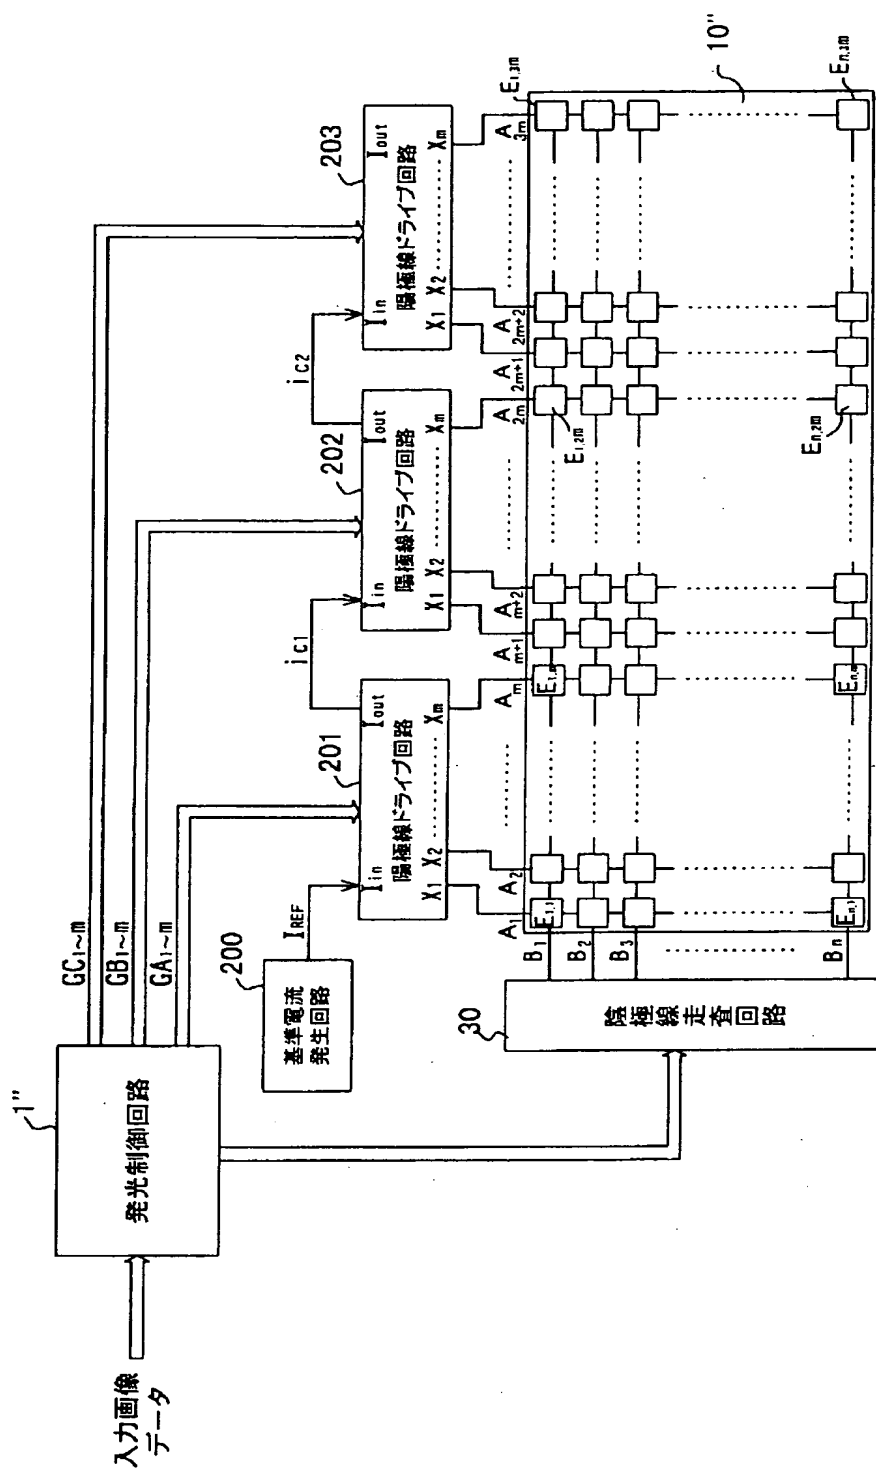 入力画像
データ
1"
発光制御回路
GC1~m
GB1~m
GA1~m
200
基準電流
発生回路
IREF
201
Iin
Iout
陽極線ドライブ回路
X1 X2 ········· Xm
ic1
202
Iin
Iout
陽極線ドライブ回路
X1 X2 ········· Xm
ic2
203
Iin
Iout
陽極線ドライブ回路
X1 X2 ········· Xm
A1 A2 ········ Am Am+1 Am+2 ········ A2m A2m+1 A2m+2 ········ A3m
30
陰極線走査回路
B1
B2
B3
Bn
E1,1
E1,m
E1,2m
E1,3m
10"
En,1
En,m
En,2m
En,3m